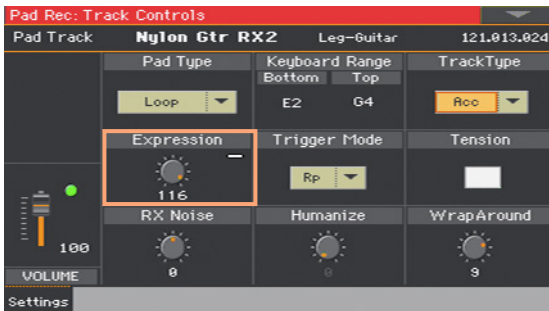 Pad Rec: Track Controls
Pad Track Nylon Gtr RX2 Leg-Guitar 121.013.024
Pad Type Keyboard Range TrackType
Bottom Top
Loop E2 G4 Acc
Expression Trigger Mode Tension
116 Rp
RX Noise Humanize WrapAround
100
0 0 9
VOLUME
Settings